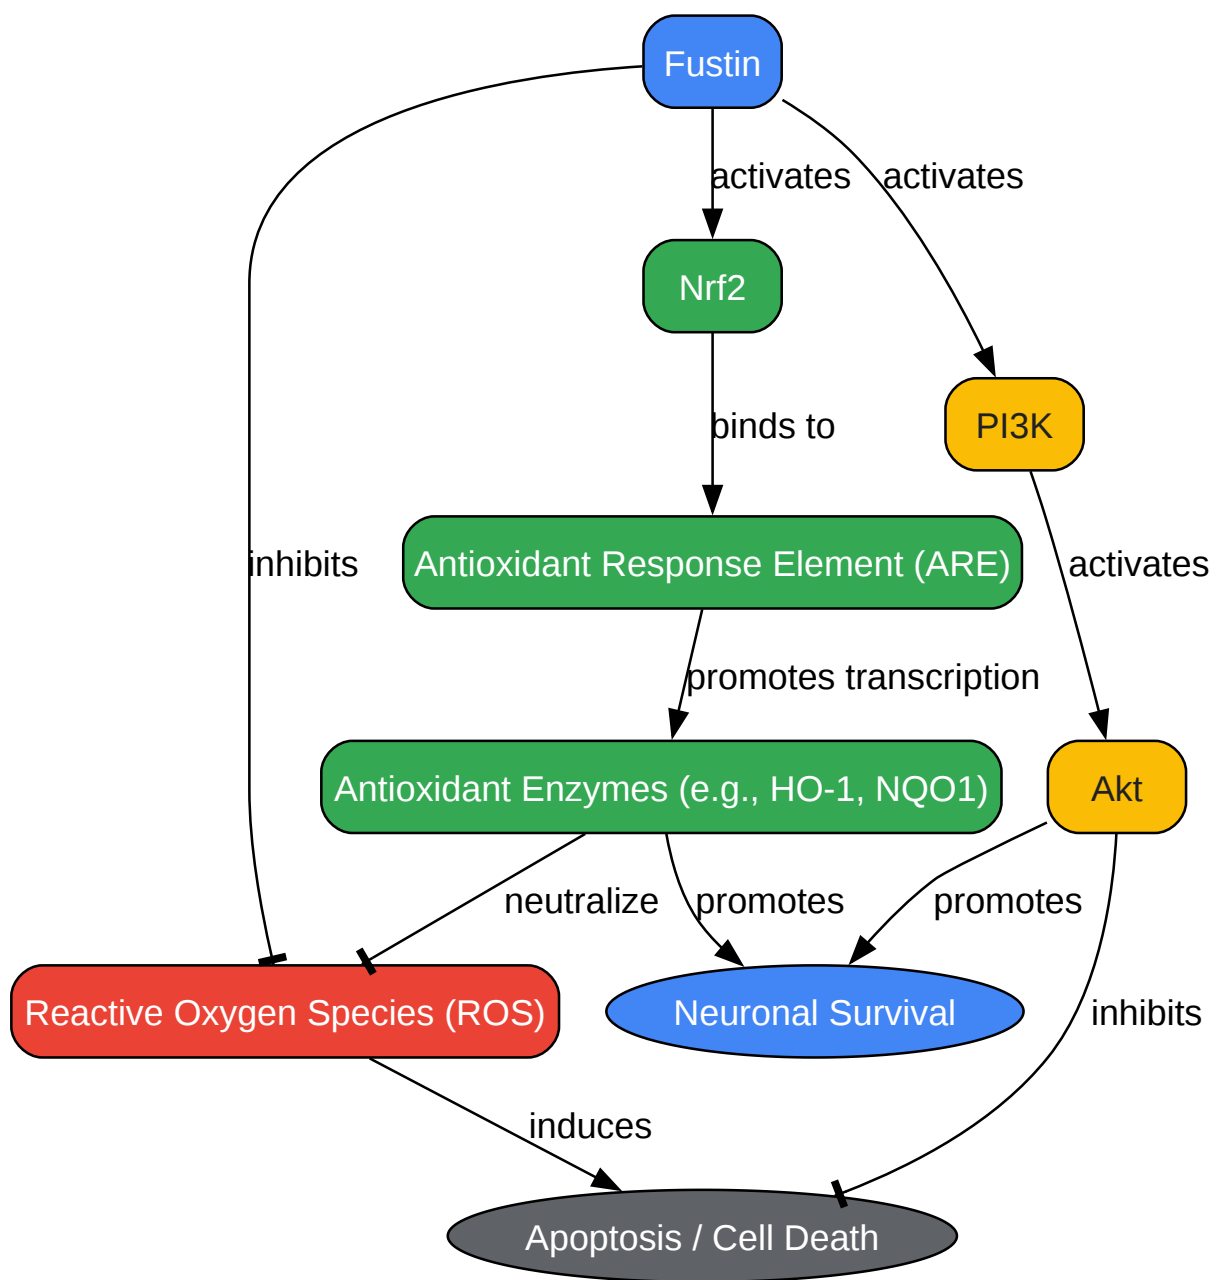 Fustin
activates
activates
Nrf2
PI3K
binds to
inhibits
Antioxidant Response Element (ARE)
activates
promotes transcription
Antioxidant Enzymes (e.g., HO-1, NQO1)
Akt
neutralize
promotes
promotes
Reactive Oxygen Species (ROS)
Neuronal Survival
inhibits
induces
Apoptosis / Cell Death